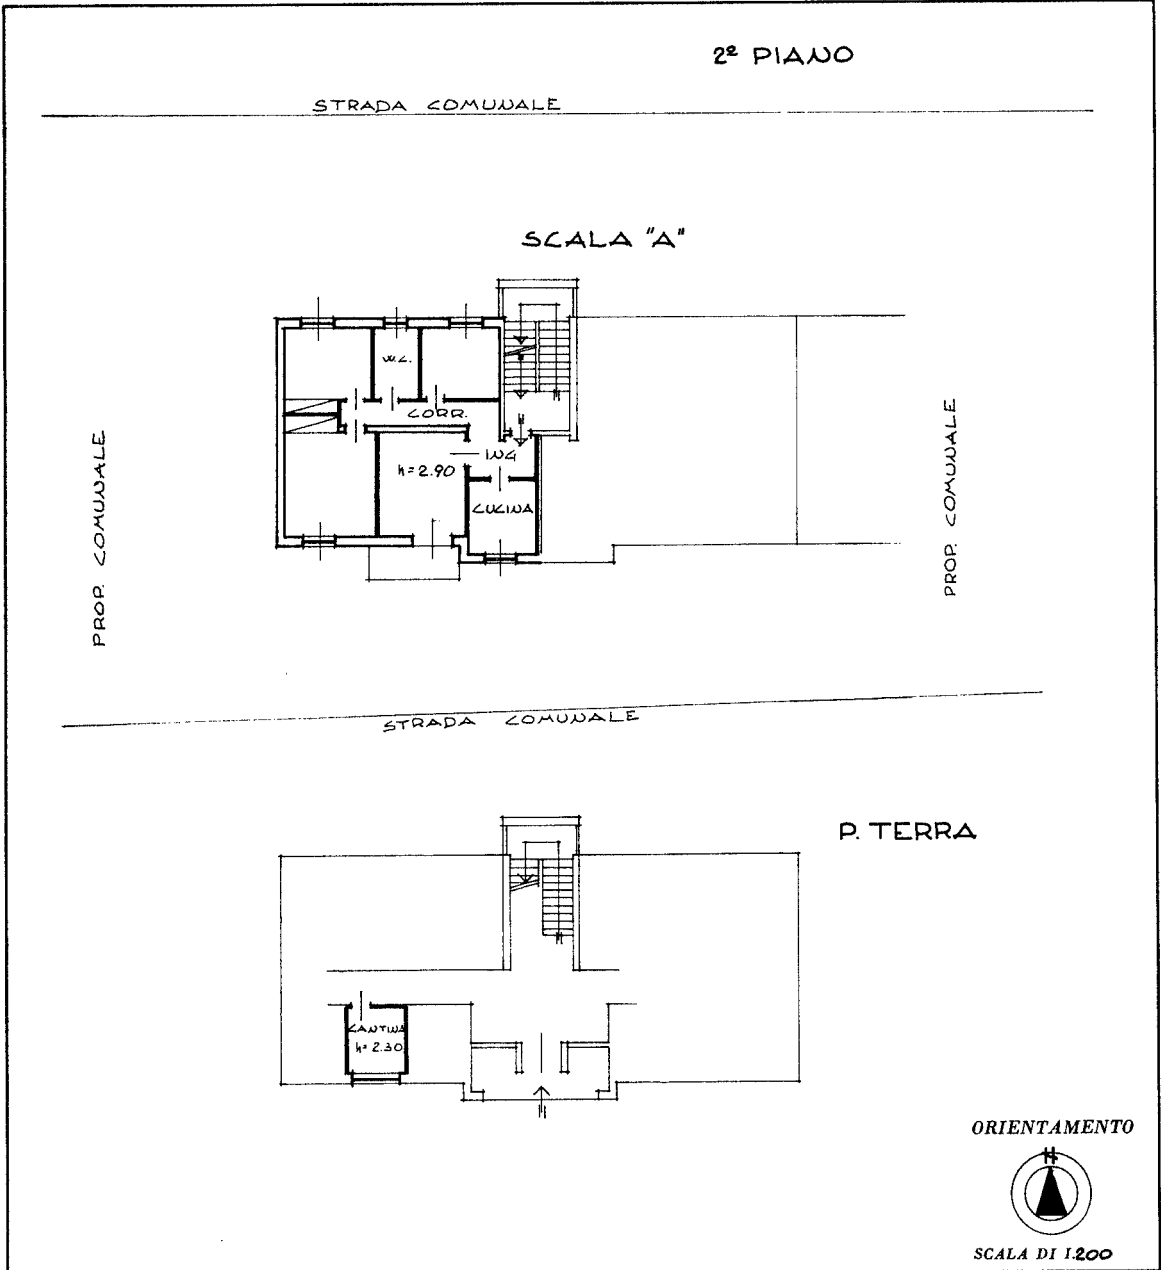 2º PIANO
STRADA COMUNALE
SCALA "A"
W.C.
CORR.
ING
h=2.90
CUCINA
PROP. COMUNALE
PROP. COMUNALE
STRADA COMUNALE
P. TERRA
CANTINA
h=2.30
ORIENTAMENTO
N
SCALA DI 1.200